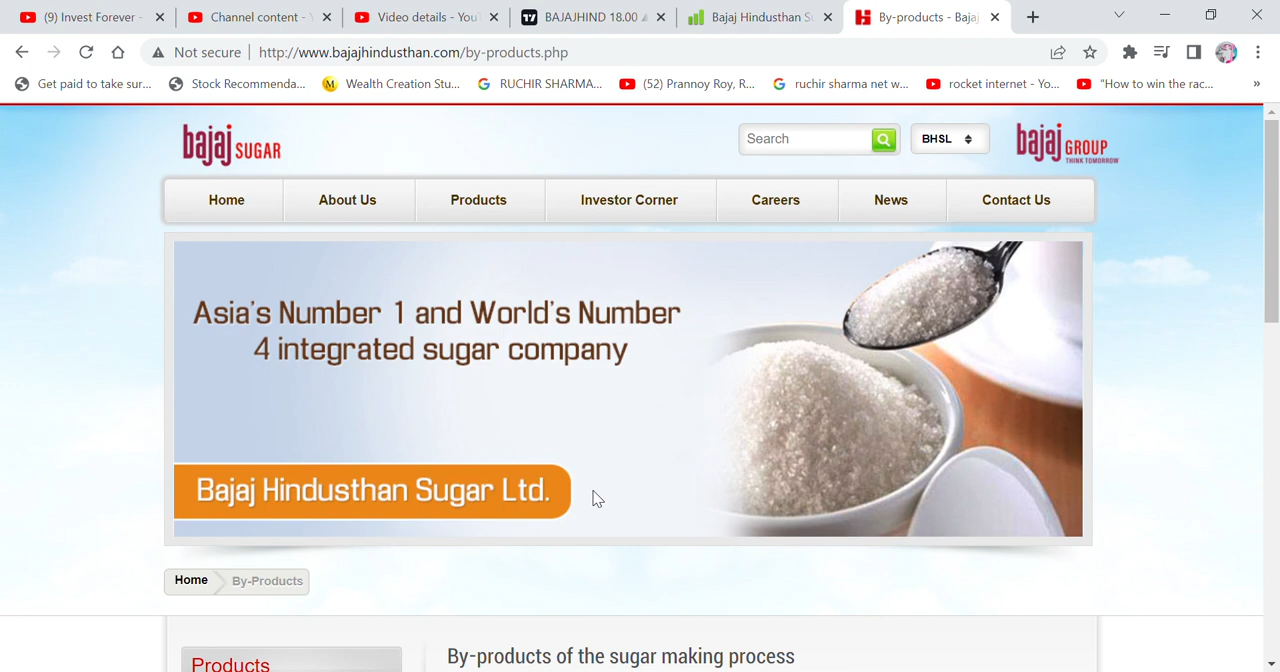 (9) Invest Forever -
Channel content -
Video details - You
BAJAJHIND 18.00
Bajaj Hindusthan Su
By-products - Bajaj
Not secure
http://www.bajajhindusthan.com/by-products.php
Get paid to take sur...
Stock Recommenda...
Wealth Creation Stu...
RUCHIR SHARMA...
(52) Prannoy Roy, R...
ruchir sharma net w...
rocket internet - Yo...
"How to win the rac...
»
bajaj SUGAR
Search
BHSL
bajaj GROUP
THINK TOMORROW
Home
About Us
Products
Investor Corner
Careers
News
Contact Us
Asia's Number 1 and World's Number
4 integrated sugar company
Bajaj Hindusthan Sugar Ltd.
Home
By-Products
Products
By-products of the sugar making process